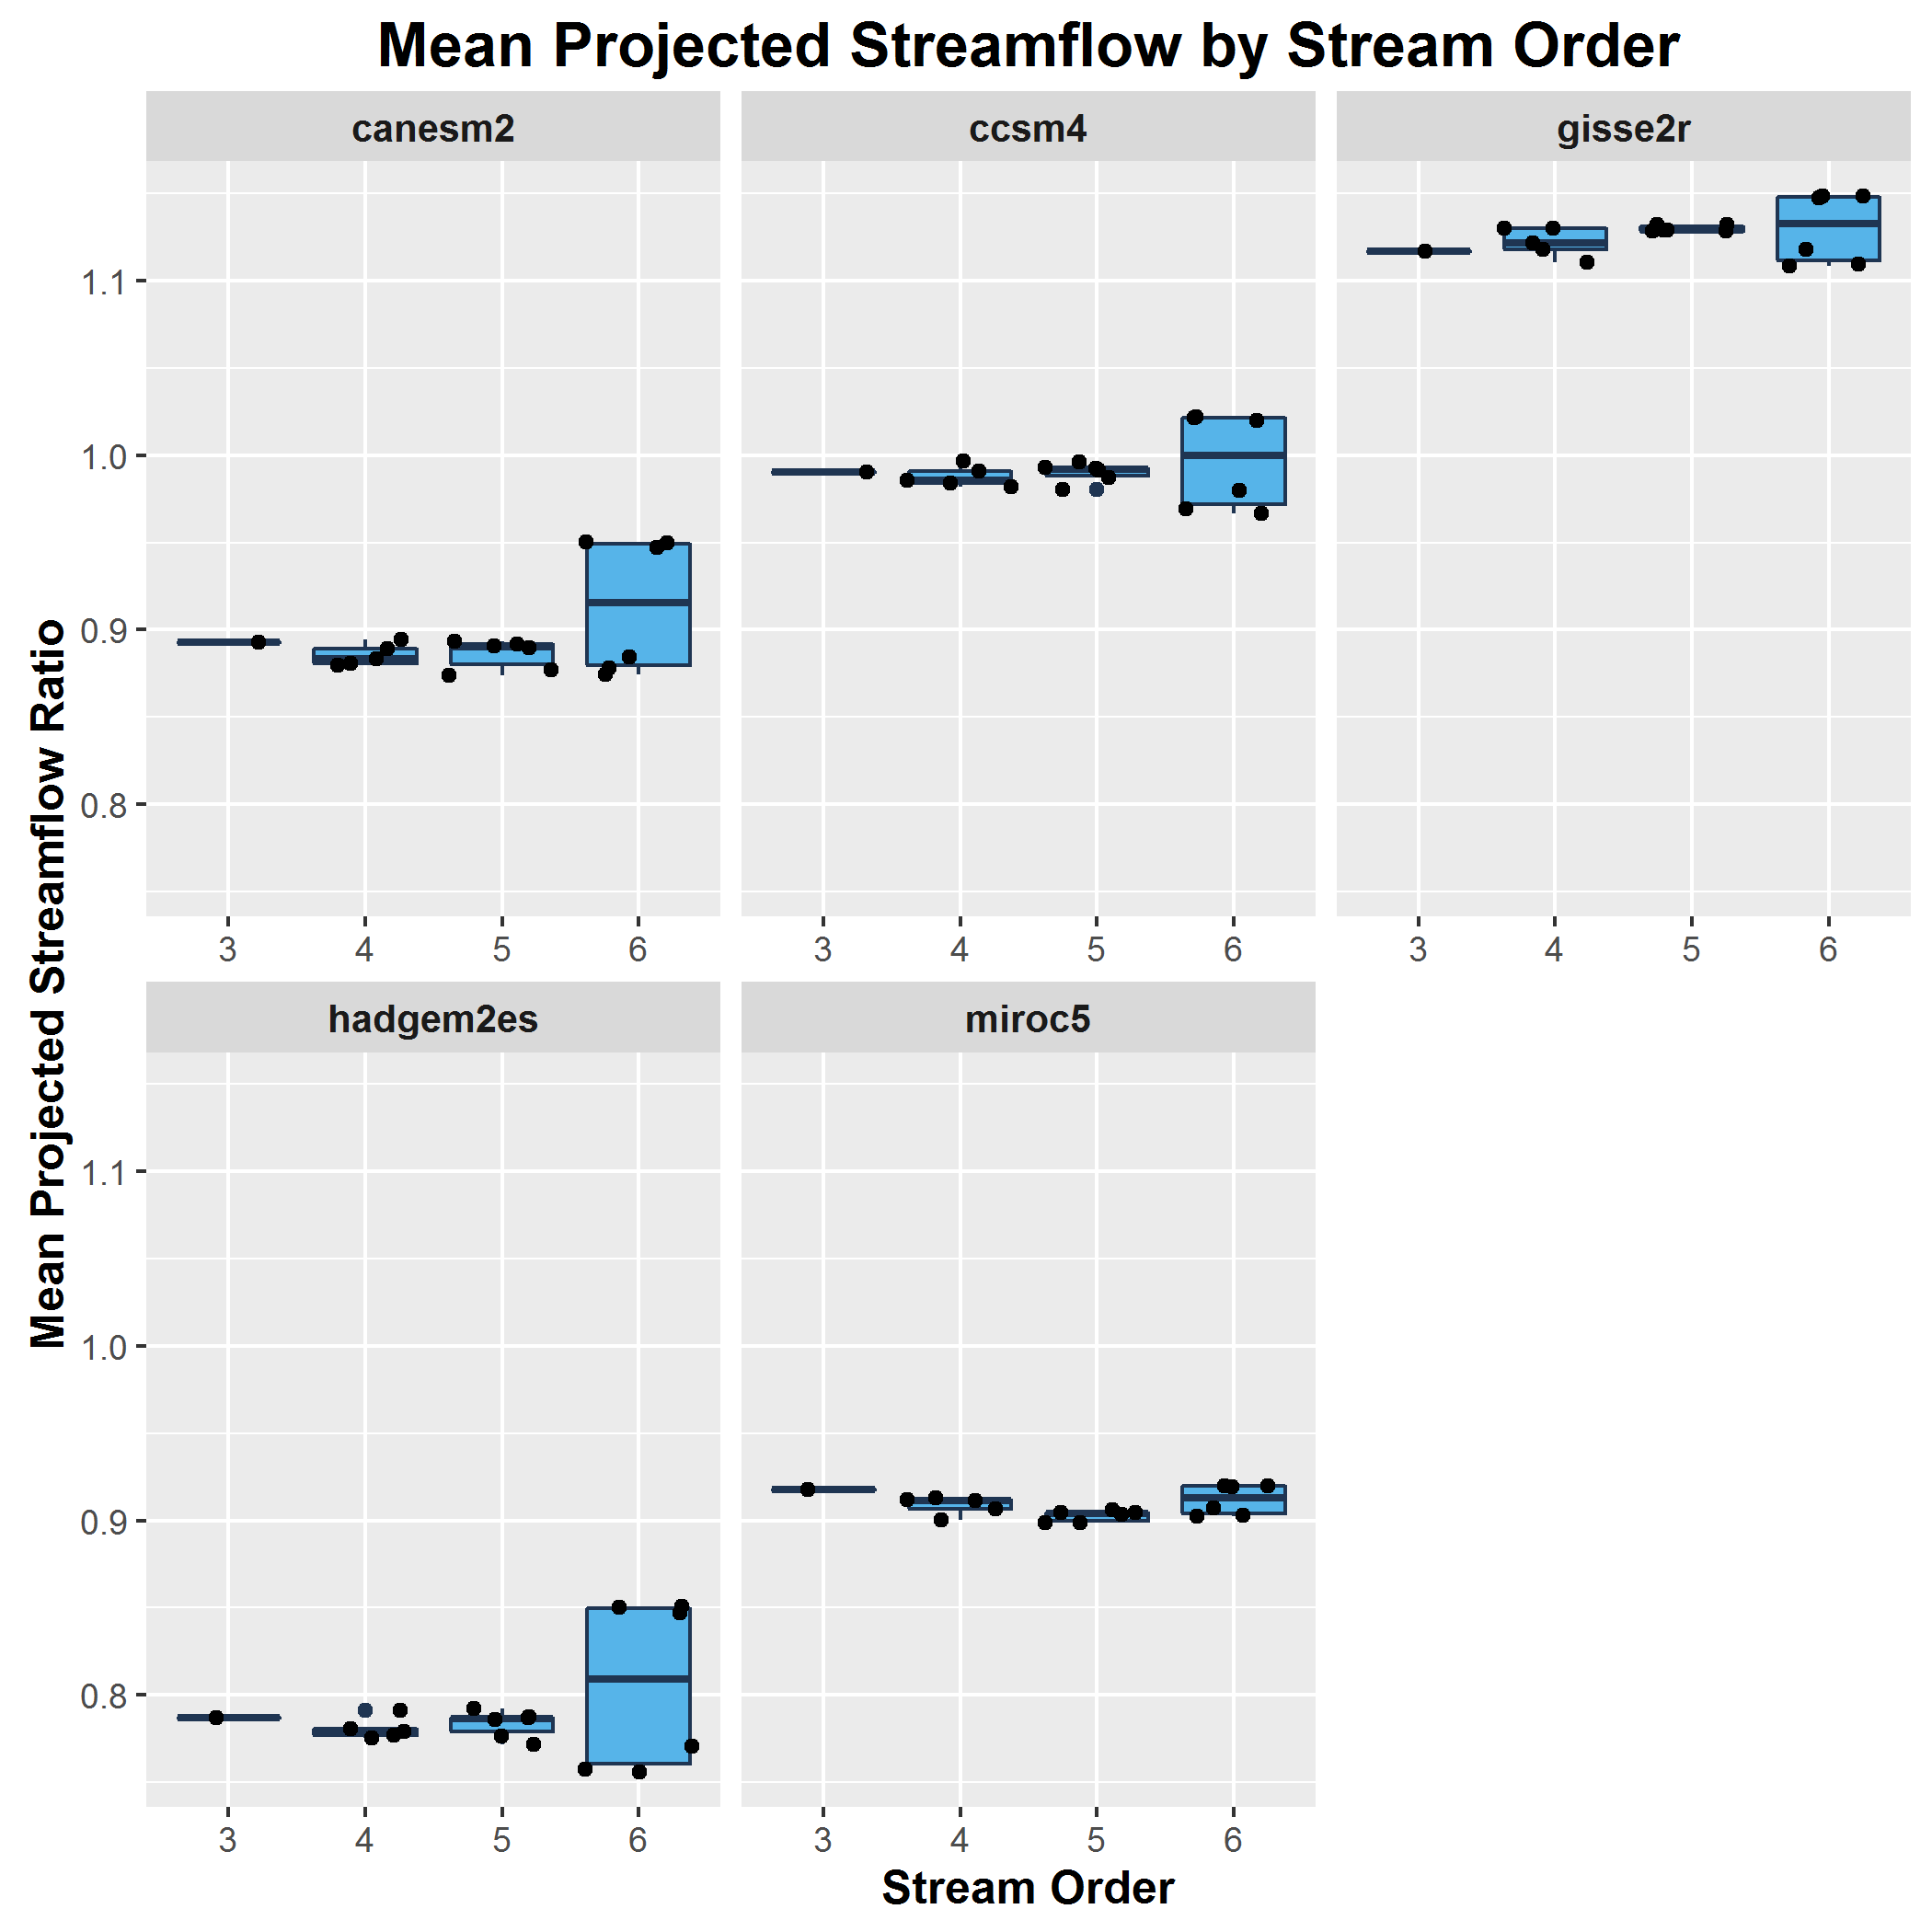 Mean Projected Streamflow by Stream Order
canesm2 ccsm4 gisse2r
Mean Projected Streamflow Ratio
1.1
1.0
0.9
0.8
3 4 5 6 3 4 5 6 3 4 5 6
hadgem2es miroc5
1.1
1.0
0.9
0.8
3 4 5 6 3 4 5 6
Stream Order